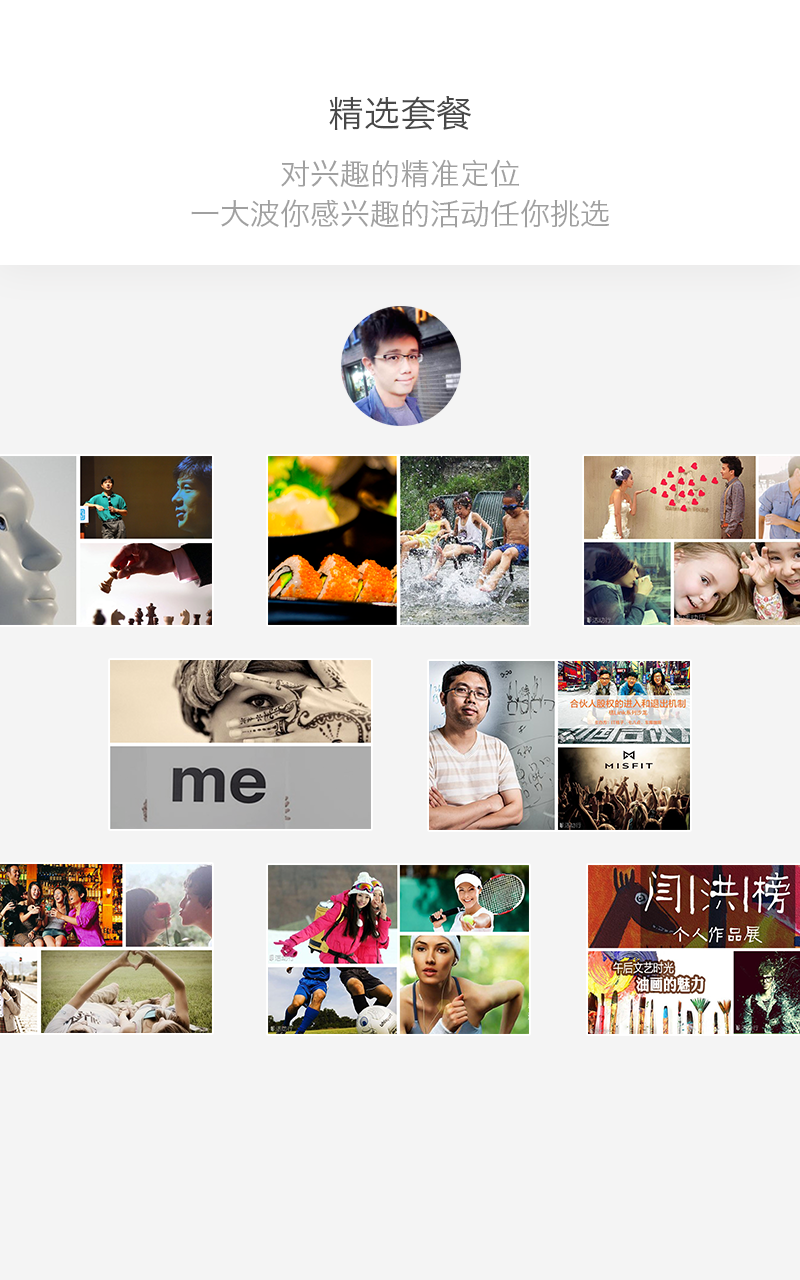 精选套餐
对兴趣的精准定位
一大波你感兴趣的活动任你挑选
me
合伙人股权的进入和退出机制
MISFIT
闫洪榜
个人作品展
午后文艺时光
油画的魅力